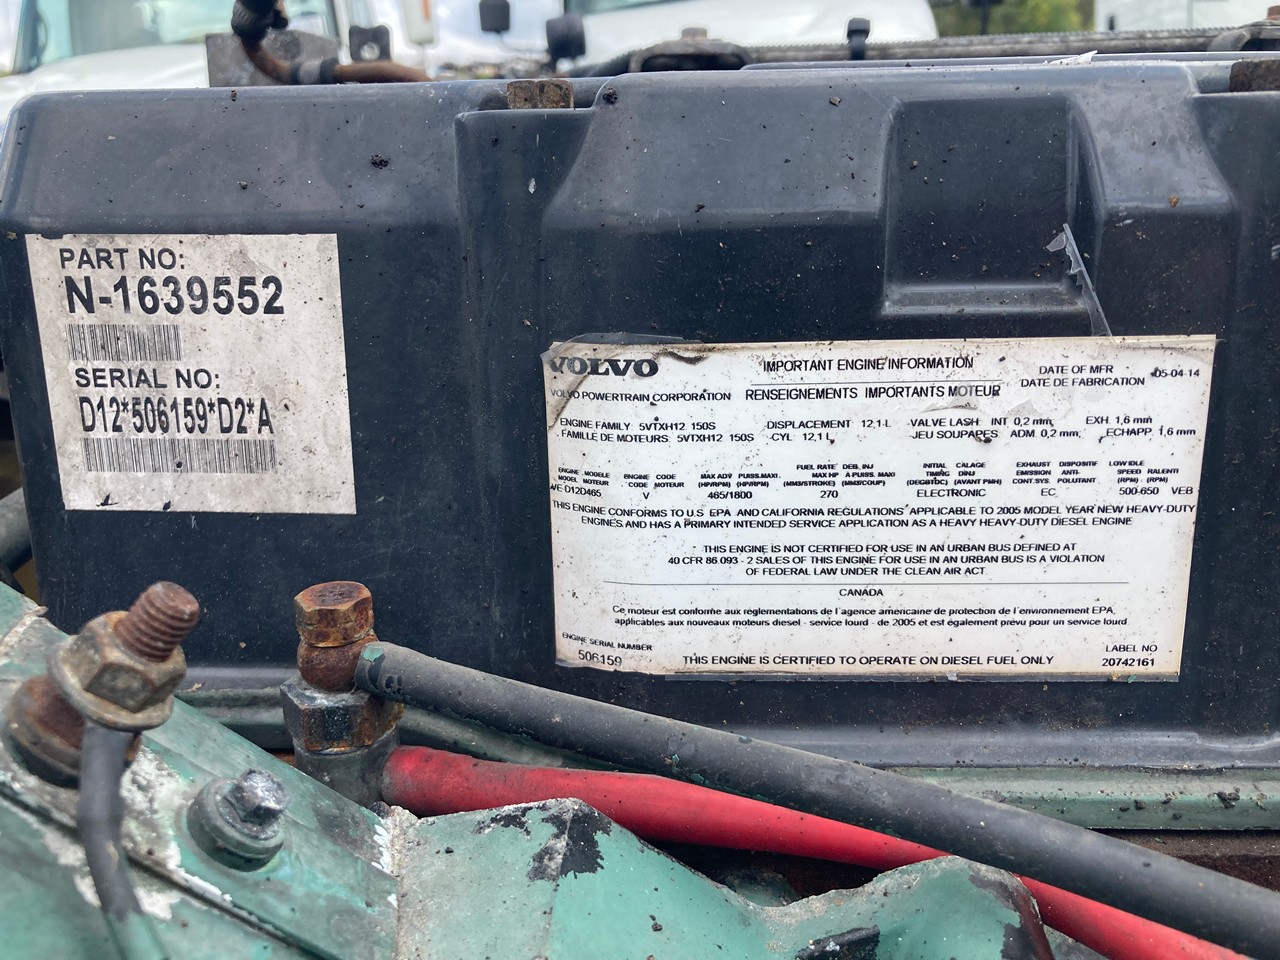 PART NO:
N-1639552
SERIAL NO:
D12*506159*D2*A
VOLVO
IMPORTANT ENGINE INFORMATION
DATE OF MFR 05-04-14
VOLVO POWERTRAIN CORPORATION
RENSEIGNEMENTS IMPORTANTS MOTEUR
DATE DE FABRICATION
ENGINE FAMILY: 5VTXH12 150S DISPLACEMENT 12,1 L VALVE LASH: INT 0,2 mm; EXH 1,6 mm
FAMILLE DE MOTEURS: 5VTXH12 150S CYL 12,1 L JEU SOUPAPES ADM 0,2 mm; ECHAPP 1,6 mm
ENGINE MODELE ENGINE CODE MAX ADV PUISS.MAXI FUEL RATE DEB. INJ INITIAL CALAGE EXHAUST DISPOSITIF LOW IDLE
MODEL MOTEUR CODE MOTEUR (HP/RPM) (HP/RPM) MAX HP A PUISS. MAXI TIMING D'INJ EMISSION ANTI- SPEED RALENTI
(MM3/STROKE) (MM3/COUP) (DEGBTDC) (AVANT PMH) CONT.SYS. POLLUTANT (RPM) (RPM)
VE-D12D465 V 465/1800 270 ELECTRONIC EC 500-650 VEB
THIS ENGINE CONFORMS TO U.S EPA AND CALIFORNIA REGULATIONS APPLICABLE TO 2005 MODEL YEAR NEW HEAVY-DUTY
ENGINES AND HAS A PRIMARY INTENDED SERVICE APPLICATION AS A HEAVY HEAVY-DUTY DIESEL ENGINE
THIS ENGINE IS NOT CERTIFIED FOR USE IN AN URBAN BUS DEFINED AT
40 CFR 86.093 - 2 SALES OF THIS ENGINE IN AN URBAN BUS IS A VIOLATION
OF FEDERAL LAW UNDER THE CLEAN AIR ACT.
CANADA
Ce moteur est conforme aux réglementations de l'agence américaine de protection de l'environnement EPA,
applicables aux nouveaux moteurs diesel - service lourd - de 2005 et est également prévu pour un service lourd
ENGINE SERIAL NUMBER
506159
THIS ENGINE IS CERTIFIED TO OPERATE ON DIESEL FUEL ONLY
LABEL NO
20742161